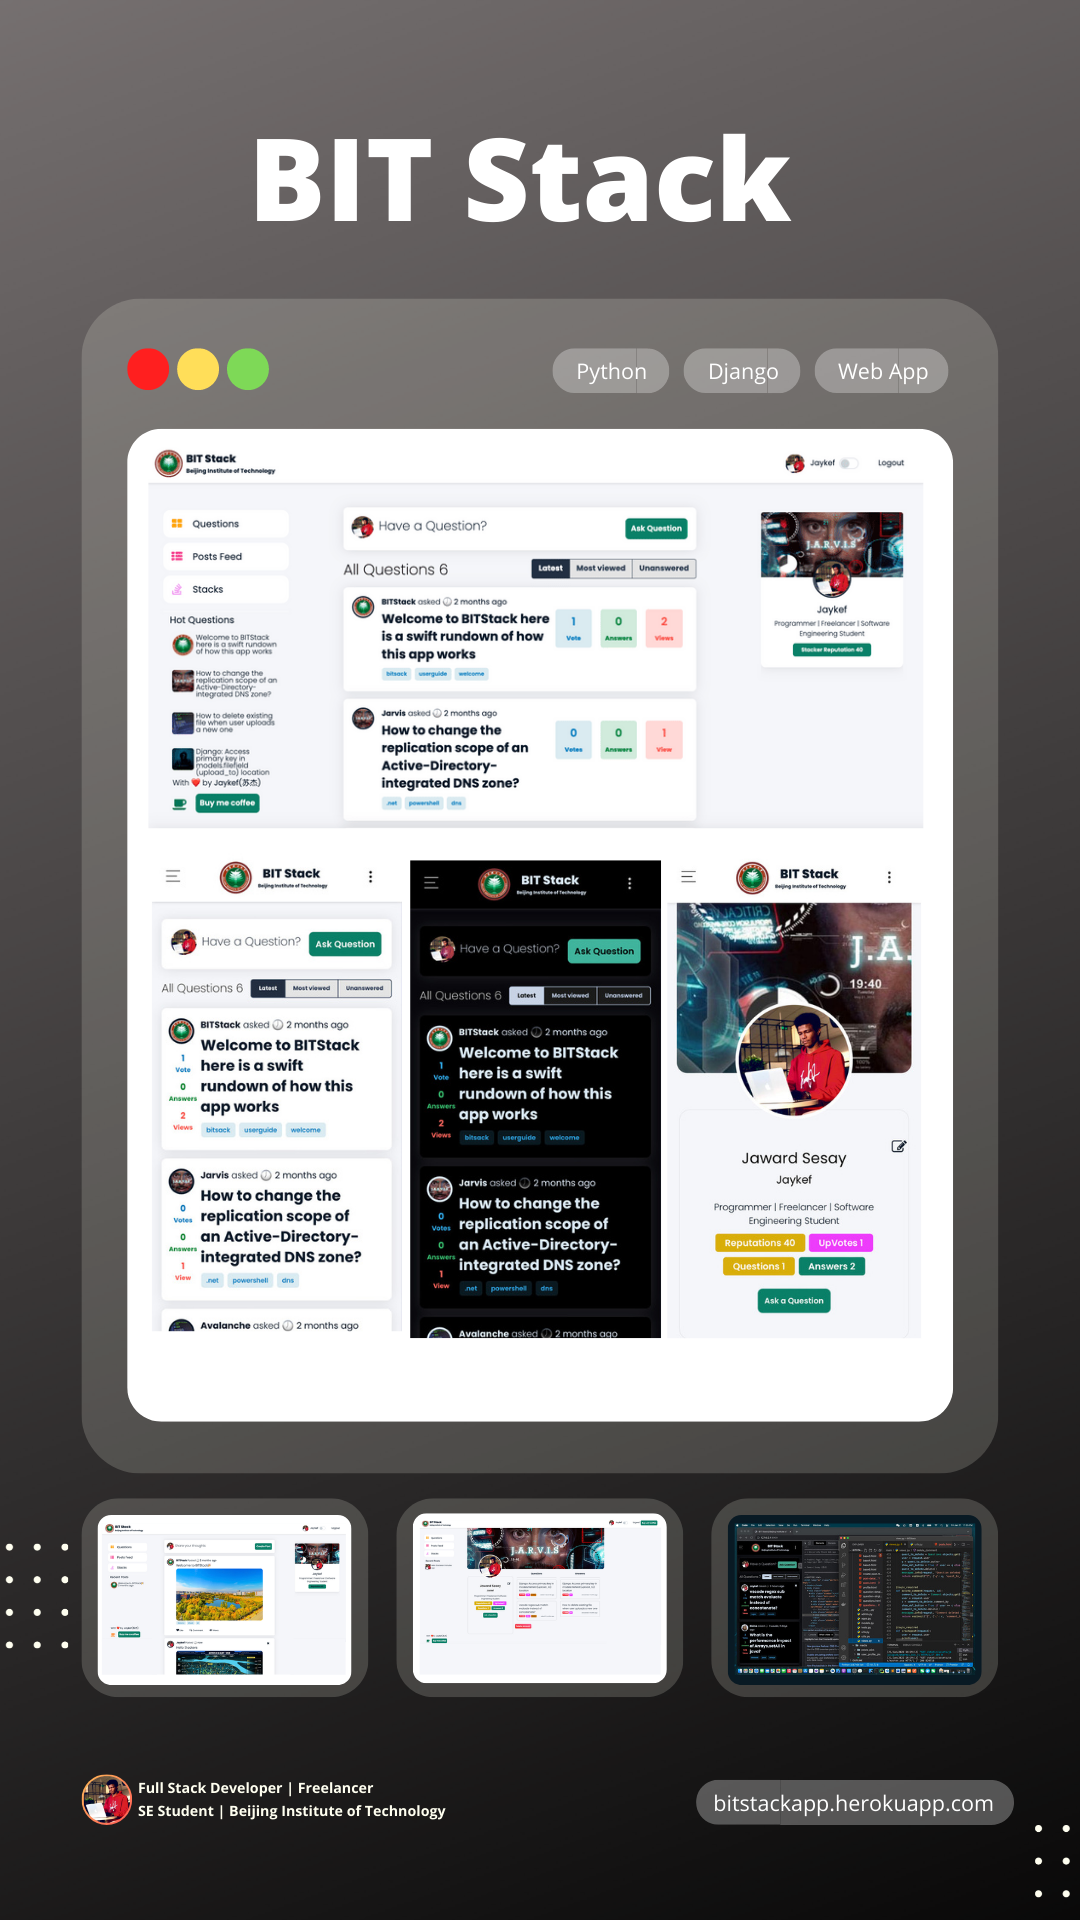 BIT Stack
Python
Django
Web App
BIT Stack
Beijing Institute of Technology
Jaykef
Logout
Questions
Posts Feed
Stacks
Hot Questions
Welcome to BITStack
here is a swift rundown
of how this app works
How to change the
replication scope of an
Active-Directory-
integrated DNS zone?
How to delete existing
file when user uploads
a new one
Django: Access
primary key in
models.filefield
(upload_to) location
With ❤️ by Jaykef(苏杰)
Buy me coffee
Have a Question?
Ask Question
All Questions 6
Latest
Most viewed
Unanswered
BITStack asked 🕐 2 months ago
Welcome to BITStack here
is a swift rundown of how
this app works
1
Vote
0
Answers
2
Views
bitsack
userguide
welcome
Jarvis asked 🕐 2 months ago
How to change the
replication scope of an
Active-Directory-
integrated DNS zone?
0
Votes
0
Answers
1
View
.net
powershell
dns
J.A.R.V.I.S
Jaykef
Programmer | Freelancer | Software
Engineering Student
Stacker Reputation 40
BIT Stack
Beijing Institute of Technology
Have a Question?
Ask Question
All Questions 6
Latest
Most viewed
Unanswered
BITStack asked 🕐 2 months ago
Welcome to BITStack
here is a swift
rundown of how this
app works
1
Vote
0
Answers
2
Views
bitsack
userguide
welcome
Jarvis asked 🕐 2 months ago
How to change the
replication scope of
an Active-Directory-
integrated DNS zone?
0
Votes
0
Answers
1
View
.net
powershell
dns
Avalanche asked 🕐 2 months ago
BIT Stack
Beijing Institute of Technology
Have a Question?
Ask Question
All Questions 6
Latest
Most viewed
Unanswered
BITStack asked 🕐 2 months ago
Welcome to BITStack
here is a swift
rundown of how this
app works
1
Vote
0
Answers
2
Views
bitsack
userguide
welcome
Jarvis asked 🕐 2 months ago
How to change the
replication scope of
an Active-Directory-
integrated DNS zone?
0
Votes
0
Answers
1
View
.net
powershell
dns
Avalanche asked 🕐 2 months ago
BIT Stack
Beijing Institute of Technology
J.A.
19:40
Jaward Sesay
Jaykef
Programmer | Freelancer | Software
Engineering Student
Reputations 40
UpVotes 1
Questions 1
Answers 2
Ask a Question
BIT Stack
BIT Stack
J.A.R.V.I.S
BIT Stack
Full Stack Developer | Freelancer
SE Student | Beijing Institute of Technology
bitstackapp.herokuapp.com